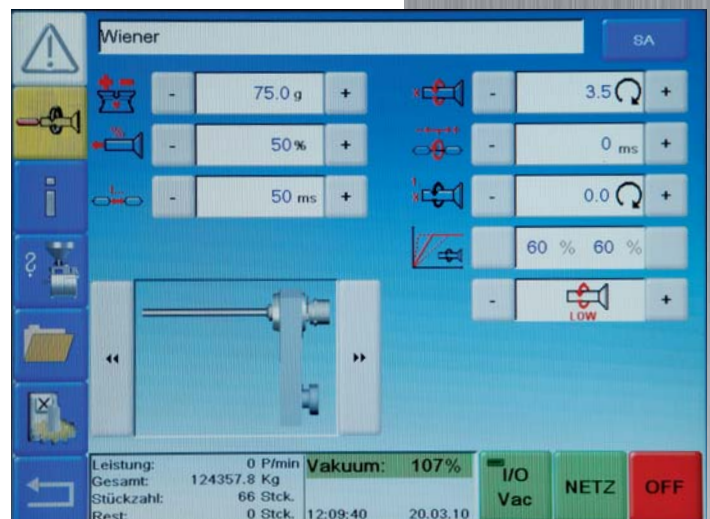 Wiener
SA
- 75.0 g +
- 3.5 +
- 50% +
- 0 ms +
- 50 ms +
- 0.0 +
60 % 60 %
- LOW +
Leistung: 0 P/min
Gesamt: 124357.8 Kg
Stückzahl: 66 Stck.
Rest: 0 Stck.
Vakuum: 107%
12:09:40 20.03.10
I/O
Vac
NETZ
OFF